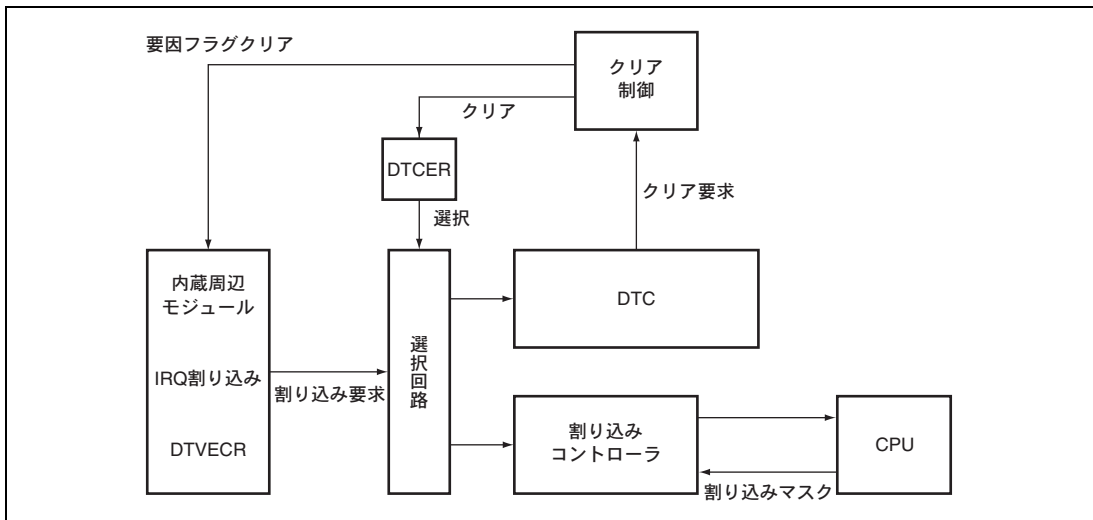 要因フラグクリア
クリア
制御
クリア
DTCER
クリア要求
選択
内蔵周辺
モジュール
IRQ割り込み
DTVECR
割り込み要求
選択回路
DTC
割り込み
コントローラ
CPU
割り込みマスク